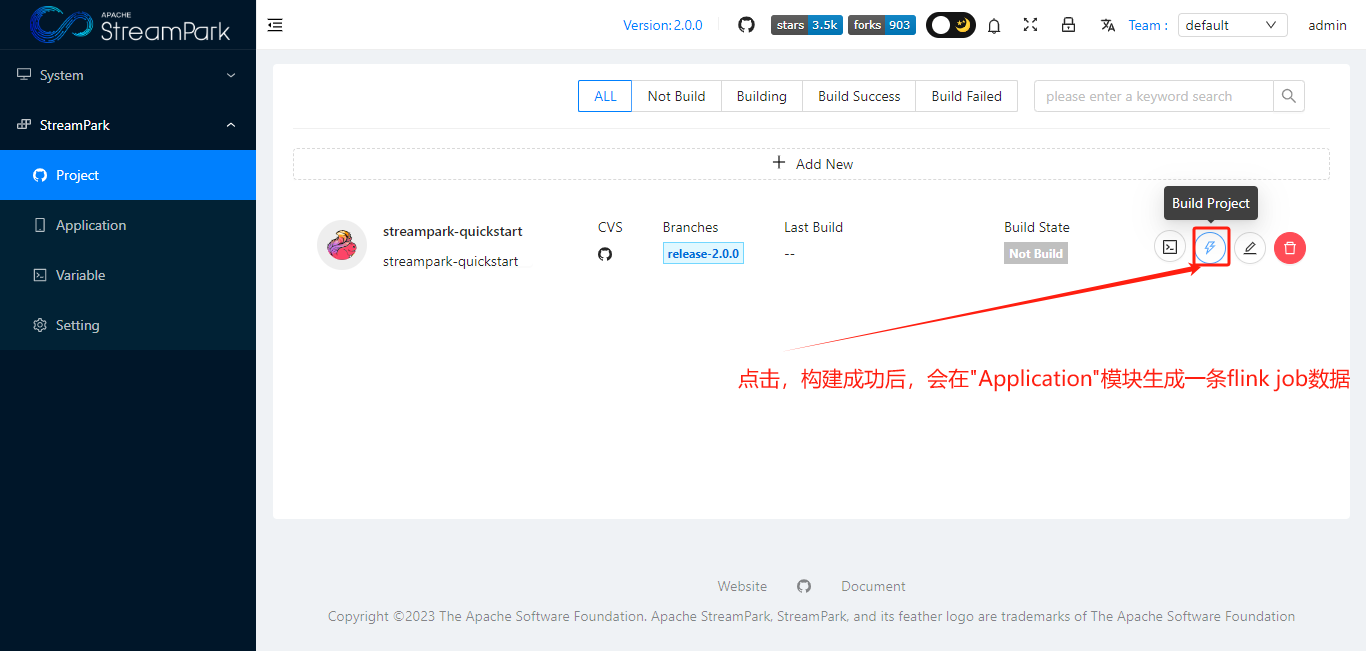 APACHE
StreamPark
Version: 2.0.0
stars 3.5k
forks 903
Team :
default
admin
System
StreamPark
Project
Application
Variable
Setting
ALL
Not Build
Building
Build Success
Build Failed
please enter a keyword search
Add New
Build Project
streampark-quickstart
streampark-quickstart
CVS
Branches
release-2.0.0
Last Build
--
Build State
Not Build
点击，构建成功后，会在"Application"模块生成一条flink job数据
Website
Document
Copyright ©2023 The Apache Software Foundation. Apache StreamPark, StreamPark, and its feather logo are trademarks of The Apache Software Foundation